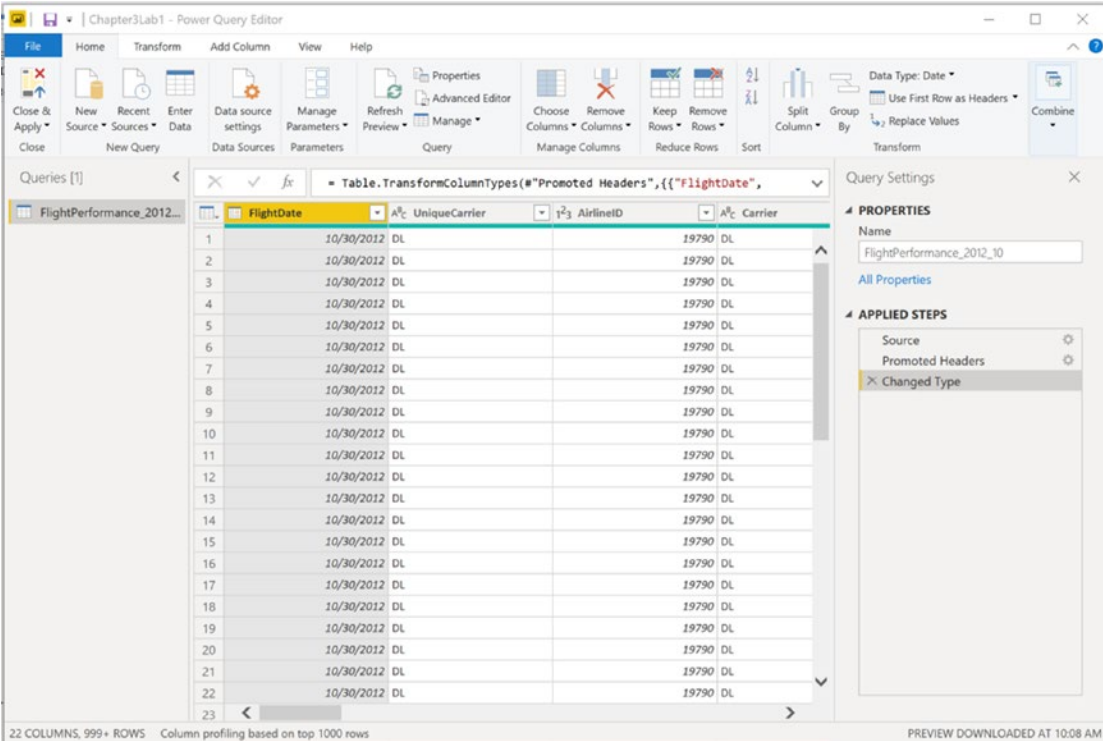 Chapter3Lab1 - Power Query Editor
File Home Transform Add Column View Help
Close & Apply
New Source
Recent Sources
Enter Data
Data source settings
Manage Parameters
Refresh Preview
Properties
Advanced Editor
Manage
Choose Columns
Remove Columns
Keep Rows
Remove Rows
Split Column
Group By
Data Type: Date
Use First Row as Headers
Replace Values
Combine
Close
New Query
Data Sources
Parameters
Query
Manage Columns
Reduce Rows
Sort
Transform
Queries [1]
FlightPerformance_2012...
fx = Table.TransformColumnTypes(#"Promoted Headers",{{"FlightDate",
FlightDate ABC UniqueCarrier 123 AirlineID ABC Carrier
1 10/30/2012 DL 19790 DL
2 10/30/2012 DL 19790 DL
3 10/30/2012 DL 19790 DL
4 10/30/2012 DL 19790 DL
5 10/30/2012 DL 19790 DL
6 10/30/2012 DL 19790 DL
7 10/30/2012 DL 19790 DL
8 10/30/2012 DL 19790 DL
9 10/30/2012 DL 19790 DL
10 10/30/2012 DL 19790 DL
11 10/30/2012 DL 19790 DL
12 10/30/2012 DL 19790 DL
13 10/30/2012 DL 19790 DL
14 10/30/2012 DL 19790 DL
15 10/30/2012 DL 19790 DL
16 10/30/2012 DL 19790 DL
17 10/30/2012 DL 19790 DL
18 10/30/2012 DL 19790 DL
19 10/30/2012 DL 19790 DL
20 10/30/2012 DL 19790 DL
21 10/30/2012 DL 19790 DL
22 10/30/2012 DL 19790 DL
23
Query Settings
PROPERTIES
Name
FlightPerformance_2012_10
All Properties
APPLIED STEPS
Source
Promoted Headers
Changed Type
22 COLUMNS, 999+ ROWS Column profiling based on top 1000 rows
PREVIEW DOWNLOADED AT 10:08 AM